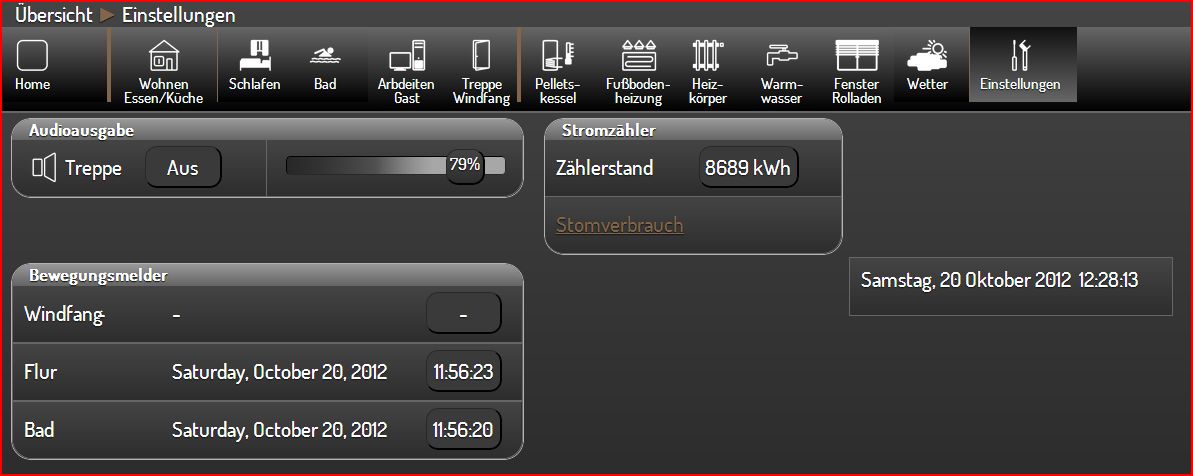 Übersicht Einstellungen
Home
Wohnen
Essen/Küche
Schlafen
Bad
Arbdeiten
Gast
Treppe
Windfang
Pellets-
kessel
Fußboden-
heizung
Heiz-
körper
Warm-
wasser
Fenster
Rolladen
Wetter
Einstellungen
Audioausgabe
Treppe Aus 79%
Stromzähler
Zählerstand 8689 kWh
Stomverbrauch
Bewegungsmelder
Windfang- - -
Flur Saturday, October 20, 2012 11:56:23
Bad Saturday, October 20, 2012 11:56:20
Samstag, 20 Oktober 2012 12:28:13